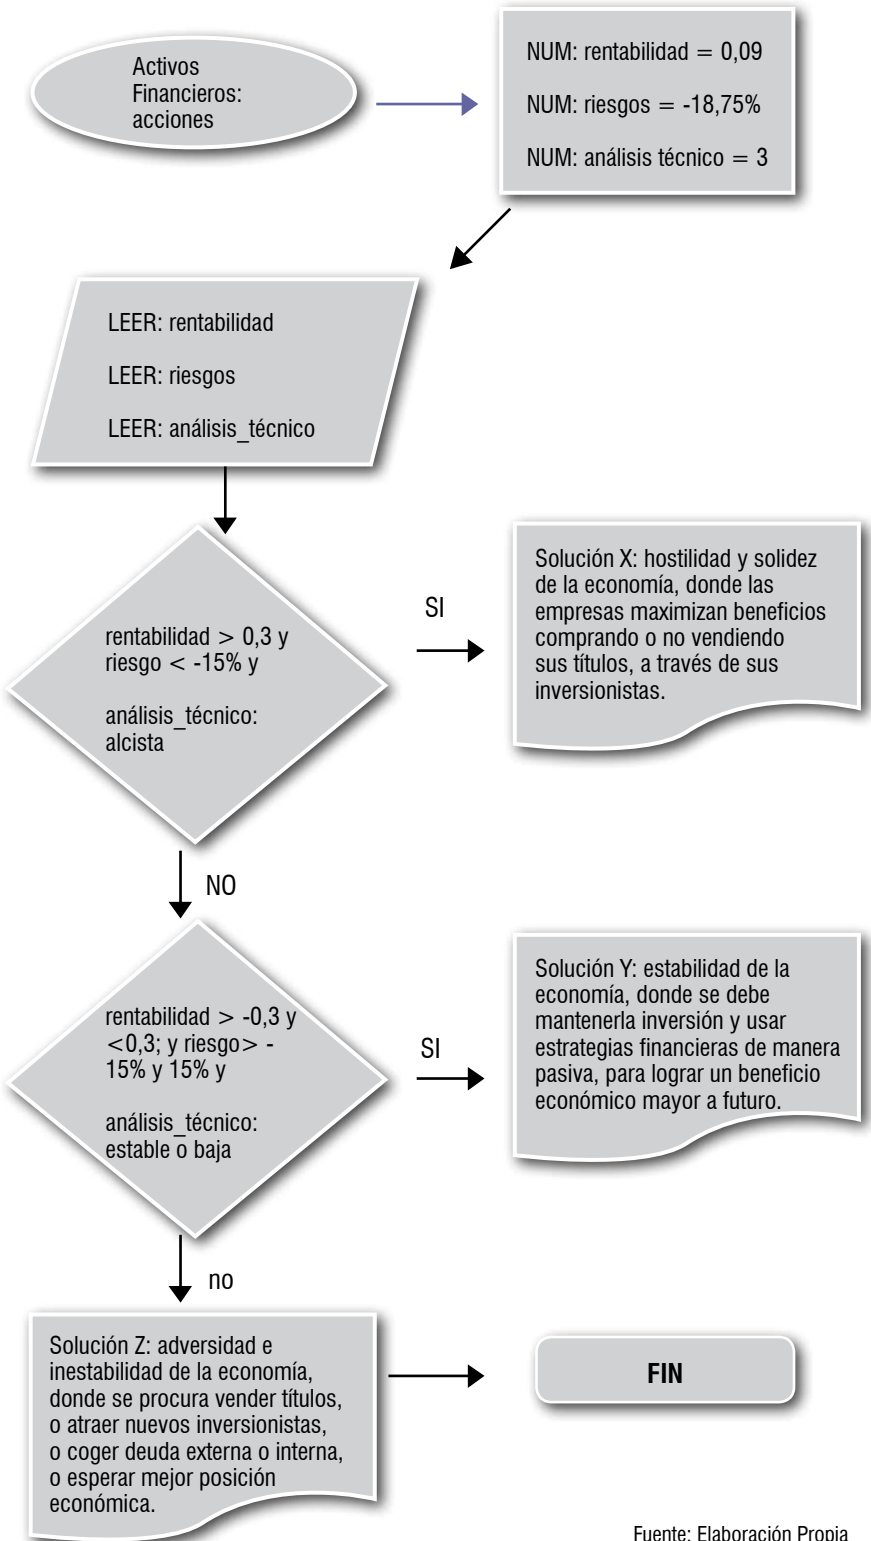 Activos
Financieros:
acciones
NUM: rentabilidad = 0,09
NUM: riesgos = -18,75%
NUM: análisis técnico = 3
LEER: rentabilidad
LEER: riesgos
LEER: análisis_técnico
rentabilidad > 0,3 y
riesgo < -15% y
análisis_técnico:
alcista
SI
Solución X: hostilidad y solidez
de la economía, donde las
empresas maximizan beneficios
comprando o no vendiendo
sus títulos, a través de sus
inversionistas.
NO
rentabilidad > -0,3 y
<0,3; y riesgo> -
15% y 15% y
análisis_técnico:
estable o baja
SI
Solución Y: estabilidad de la
economía, donde se debe
mantenerla inversión y usar
estrategias financieras de manera
pasiva, para lograr un beneficio
económico mayor a futuro.
no
Solución Z: adversidad e
inestabilidad de la economía,
donde se procura vender títulos,
o atraer nuevos inversionistas,
o coger deuda externa o interna,
o esperar mejor posición
económica.
FIN
Fuente: Elaboración Propia